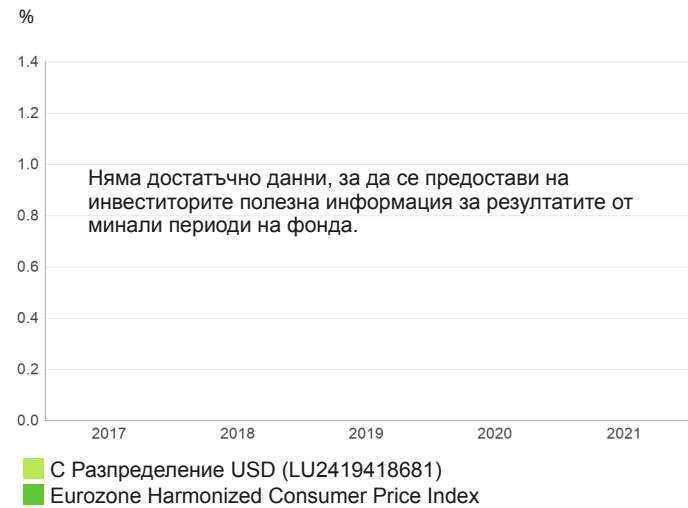 %
1.4
1.2
1.0
Няма достатъчно данни, за да се предостави на
инвеститорите полезна информация за резултатите от
0.8
минали периоди на фонда.
0.6
0.4
0.2
0.0
2017 2018 2019 2020 2021
C Разпределение USD (LU2419418681)
Eurozone Harmonized Consumer Price Index